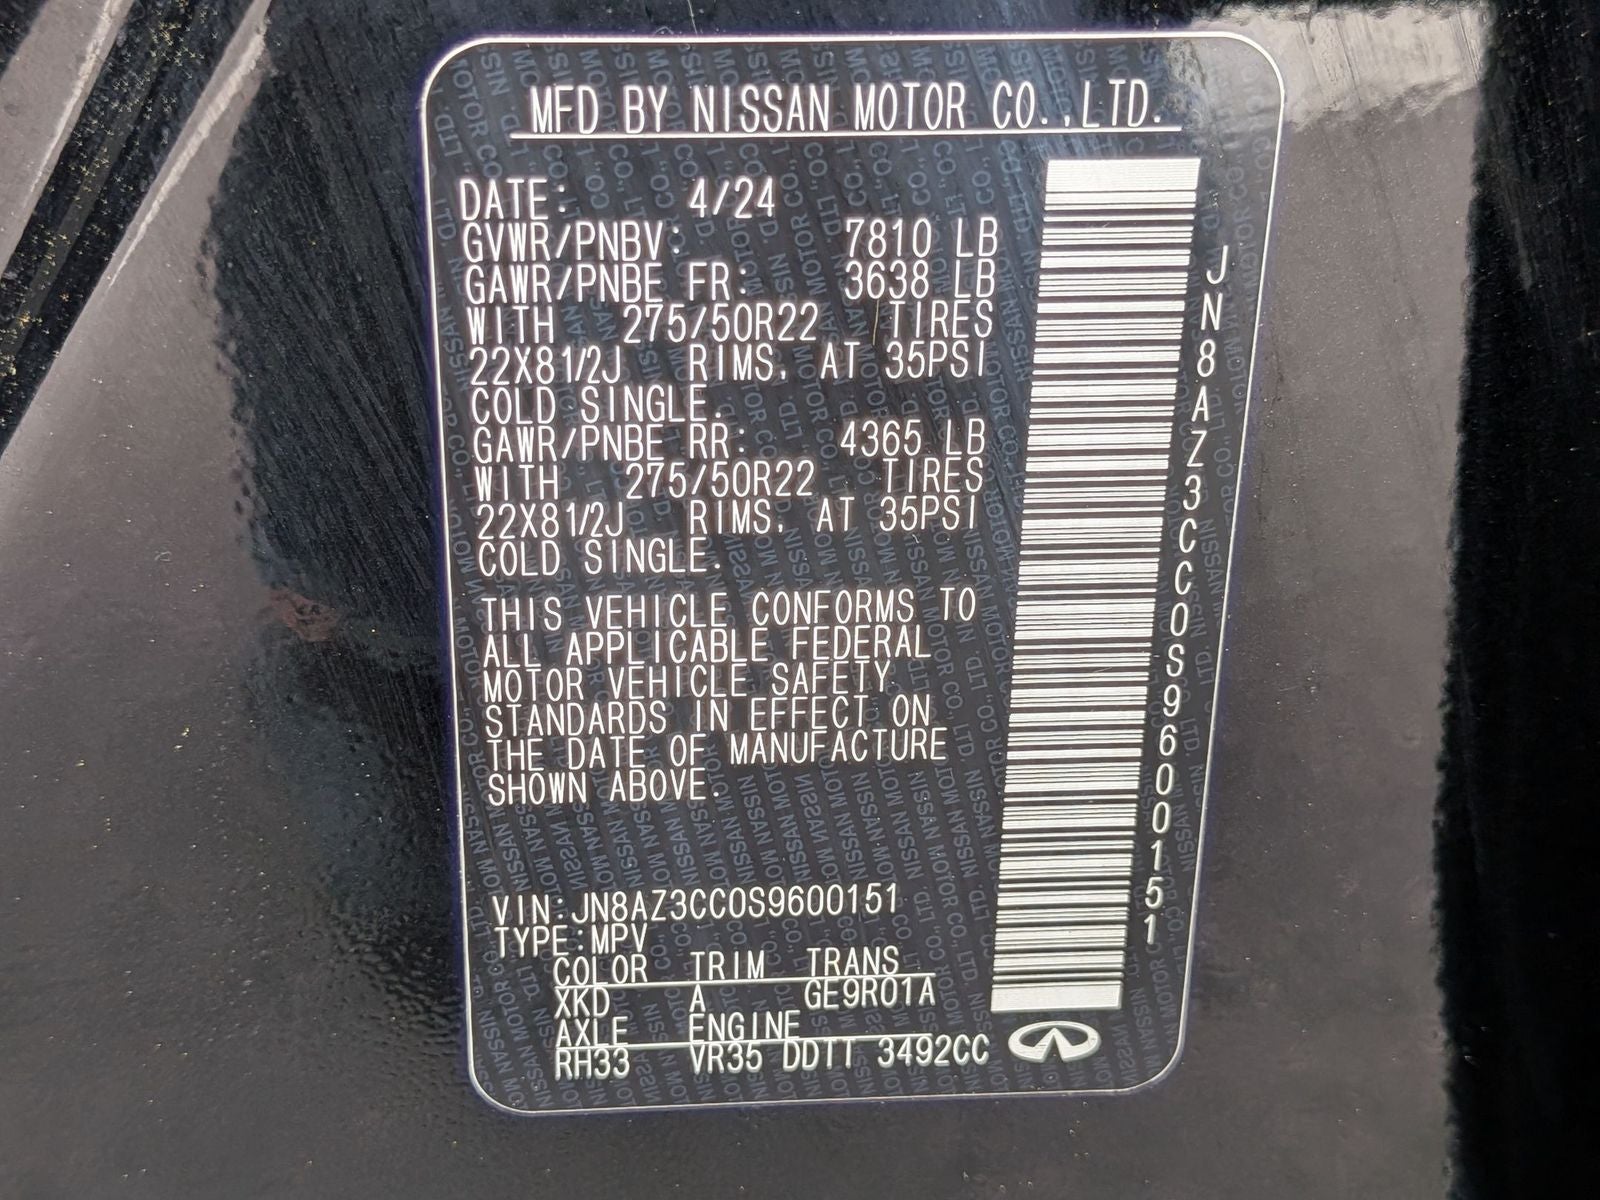 MFD BY NISSAN MOTOR CO.,LTD.
DATE: 4/24
GVWR/PNBV: 7810 LB
GAWR/PNBE FR: 3638 LB
WITH 275/50R22 TIRES
22X81/2J RIMS, AT 35PSI
COLD SINGLE.
GAWR/PNBE RR: 4365 LB
WITH 275/50R22 TIRES
22X81/2J RIMS, AT 35PSI
COLD SINGLE.
THIS VEHICLE CONFORMS TO
ALL APPLICABLE FEDERAL
MOTOR VEHICLE SAFETY
STANDARDS IN EFFECT ON
THE DATE OF MANUFACTURE
SHOWN ABOVE.
VIN:JN8AZ3CC0S9600151
TYPE:MPV
COLOR TRIM TRANS
XKD A GE9R01A
AXLE ENGINE
RH33 VR35 DDTT 3492CC
JN8AZ3CC0S9600151